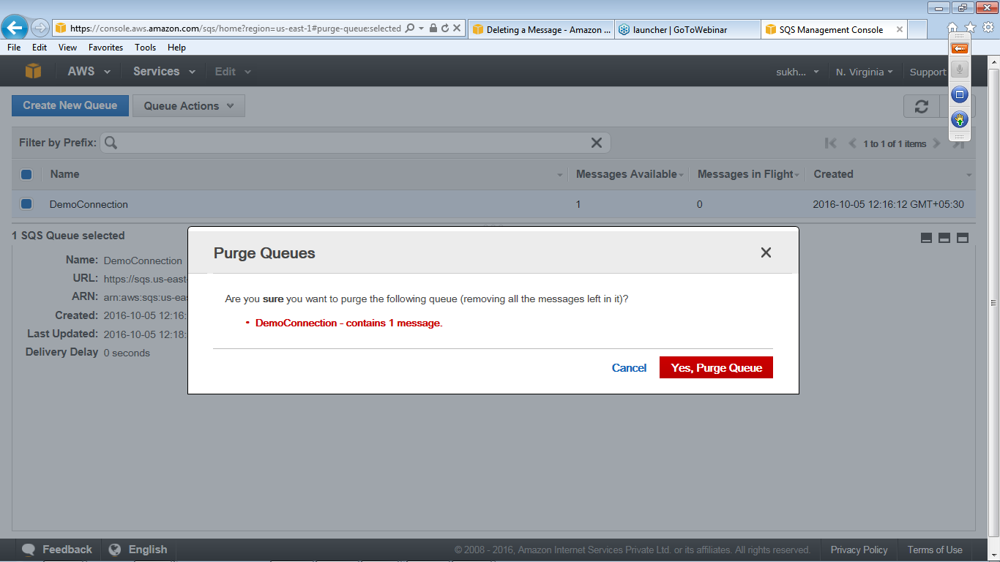 https://console.aws.amazon.com/sqs/home?region=us-east-1#purge-queue:selected
Deleting a Message - Amazon ...
launcher | GoToWebinar
SQS Management Console
File Edit View Favorites Tools Help
AWS Services Edit sukh... N. Virginia Support
Create New Queue Queue Actions
Filter by Prefix: 1 to 1 of 1 items
Name Messages Available Messages in Flight Created
DemoConnection 1 0 2016-10-05 12:16:12 GMT+05:30
1 SQS Queue selected
Name: DemoConnection
URL: https://sqs.us-east-
ARN: arn:aws:sqs:us-eas
Created: 2016-10-05 12:16:
Last Updated: 2016-10-05 12:18:
Delivery Delay 0 seconds
Purge Queues
Are you sure you want to purge the following queue (removing all the messages left in it)?
• DemoConnection - contains 1 message.
Cancel Yes, Purge Queue
Feedback English © 2008 - 2016, Amazon Internet Services Private Ltd. or its affiliates. All rights reserved. Privacy Policy Terms of Use